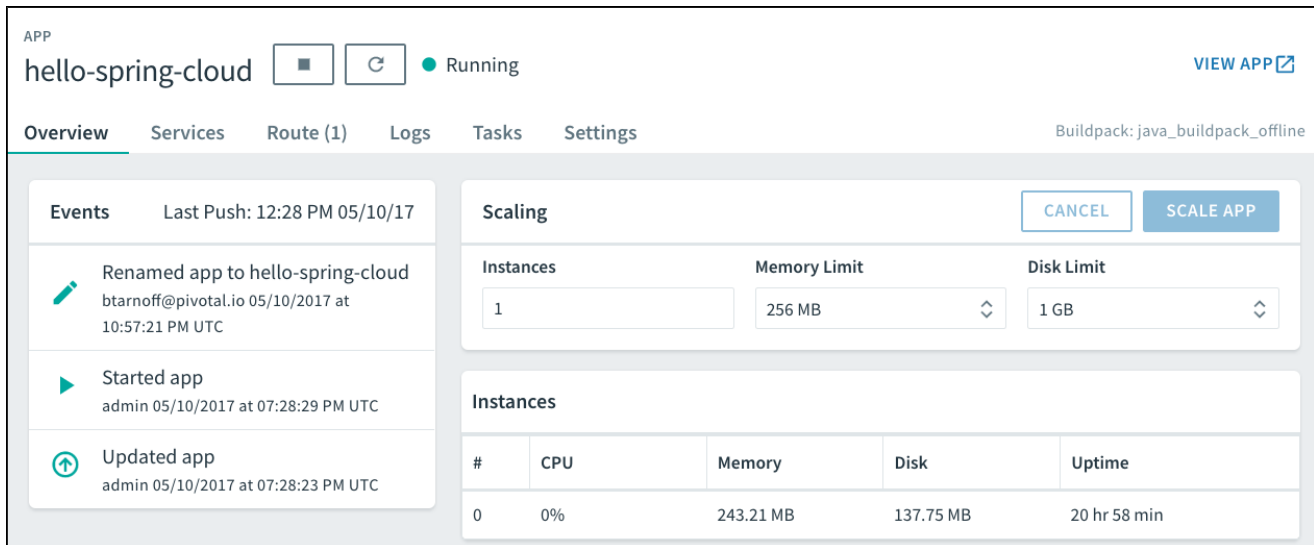 APP
hello-spring-cloud
Running
VIEW APP
Overview Services Route (1) Logs Tasks Settings
Buildpack: java_buildpack_offline
Events Last Push: 12:28 PM 05/10/17
Renamed app to hello-spring-cloud
btarnoff@pivotal.io 05/10/2017 at
10:57:21 PM UTC
Started app
admin 05/10/2017 at 07:28:29 PM UTC
Updated app
admin 05/10/2017 at 07:28:23 PM UTC
Scaling CANCEL SCALE APP
Instances Memory Limit Disk Limit
1 256 MB 1 GB
Instances
# CPU Memory Disk Uptime
0 0% 243.21 MB 137.75 MB 20 hr 58 min